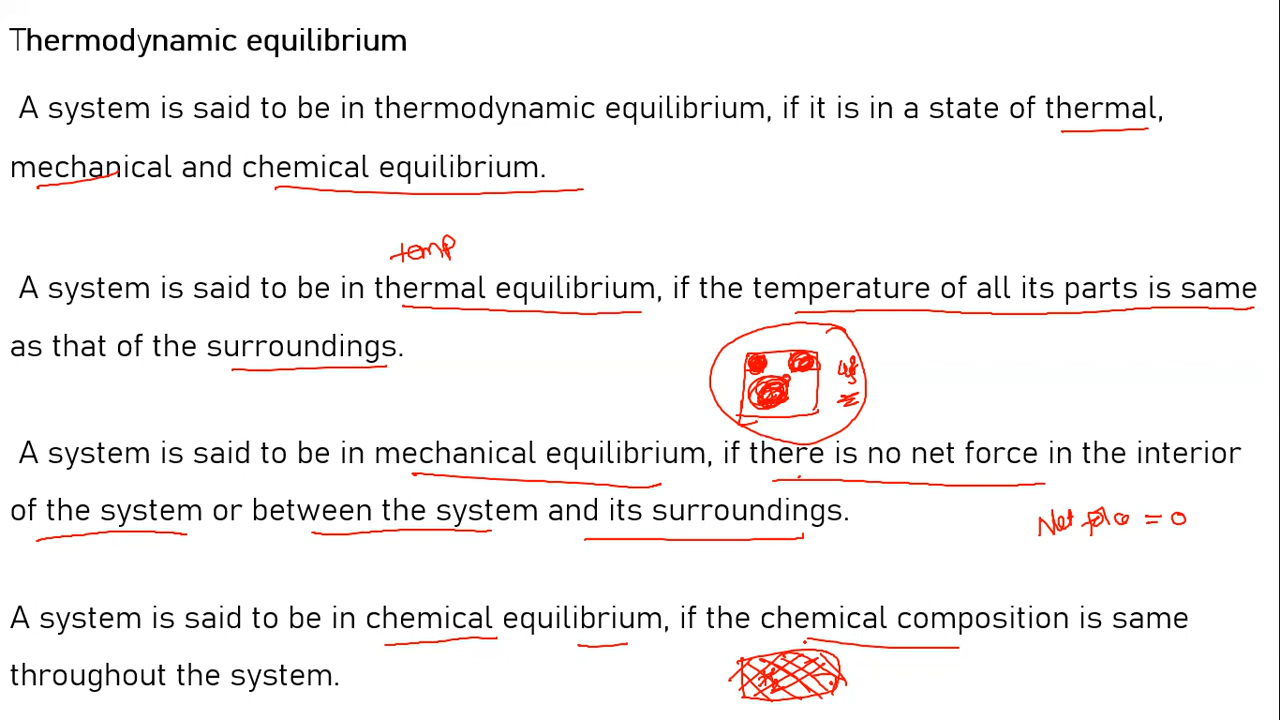 Thermodynamic equilibrium
A system is said to be in thermodynamic equilibrium, if it is in a state of thermal,
mechanical and chemical equilibrium.
temp
A system is said to be in thermal equilibrium, if the temperature of all its parts is same
as that of the surroundings.
A system is said to be in mechanical equilibrium, if there is no net force in the interior
of the system or between the system and its surroundings.
Net = 0
A system is said to be in chemical equilibrium, if the chemical composition is same
throughout the system.